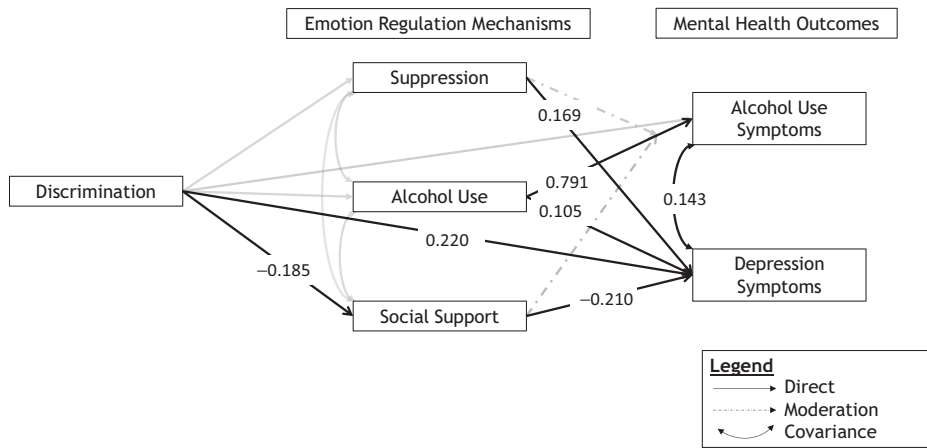 Emotion Regulation Mechanisms
Mental Health Outcomes
Suppression
Alcohol Use
Symptoms
0.169
Discrimination
Alcohol Use
0.791
0.105
0.143
0.220
−0.185
Depression
Symptoms
Social Support
−0.210
Legend
Direct
Moderation
Covariance